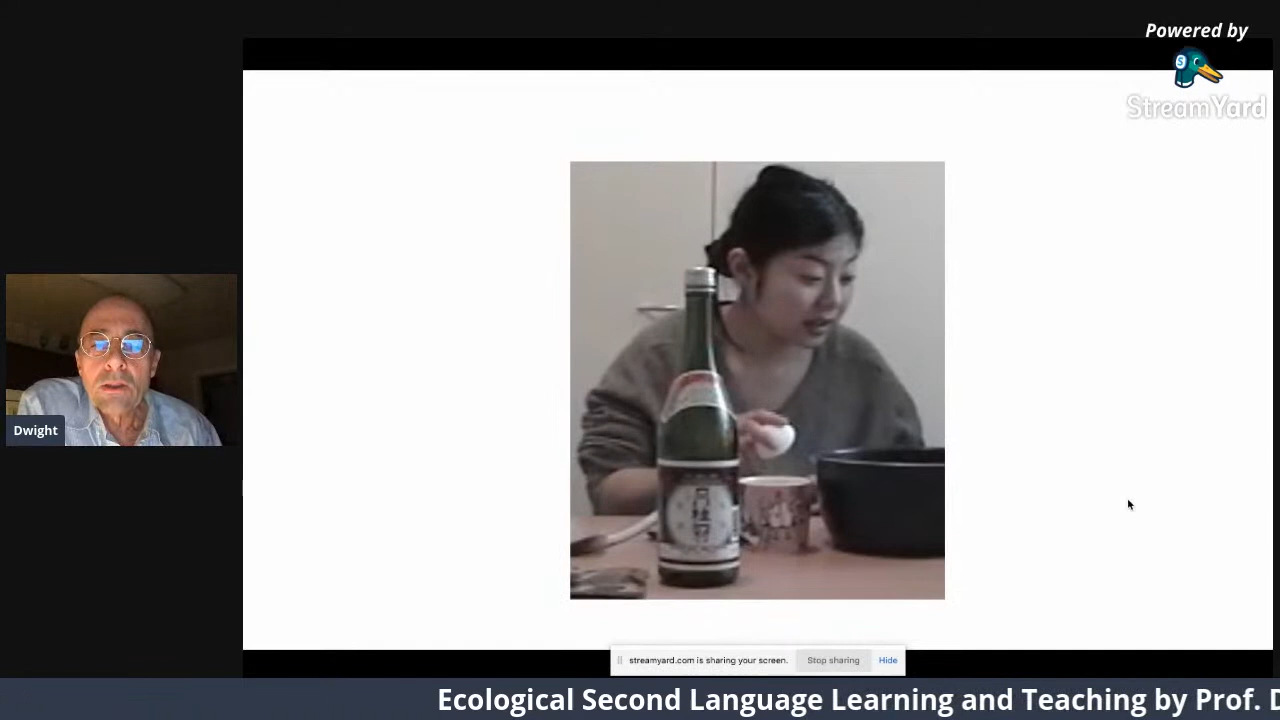 Powered by
StreamYard
Dwight
streamyard.com is sharing your screen.
Stop sharing
Hide
Ecological Second Language Learning and Teaching by Prof. D